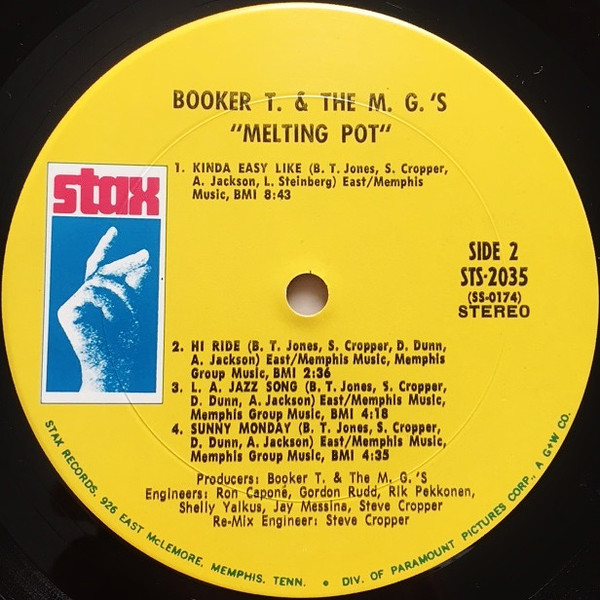 BOOKER T. & THE M. G.'S
"MELTING POT"
1. KINDA EASY LIKE (B. T. Jones, S. Cropper,
A. Jackson, L. Steinberg) East/Memphis
Music, BMI 8:43
stax
SIDE 2
STS-2035
(SS-0174)
STEREO
2. HI RIDE (B. T. Jones, S. Cropper, D. Dunn,
A. Jackson) East/Memphis Music, Memphis
Group Music, BMI 2:36
3. L. A. JAZZ SONG (B. T. Jones, S. Cropper,
D. Dunn, A. Jackson) East/Memphis Music,
Memphis Group Music, BMI 4:18
4. SUNNY MONDAY (B. T. Jones, S. Cropper,
D. Dunn, A. Jackson) East/Memphis Music,
Memphis Group Music, BMI 4:35
Producers: Booker T. & The M. G.'S
Engineers: Ron Capone, Gordon Rudd, Rik Pekkonen,
Shelly Yalkus, Jay Messina, Steve Cropper
Re-Mix Engineer: Steve Cropper
STAX RECORDS, 926 EAST McLEMORE, MEMPHIS, TENN. • DIV. OF PARAMOUNT PICTURES CORP., A G+W CO.